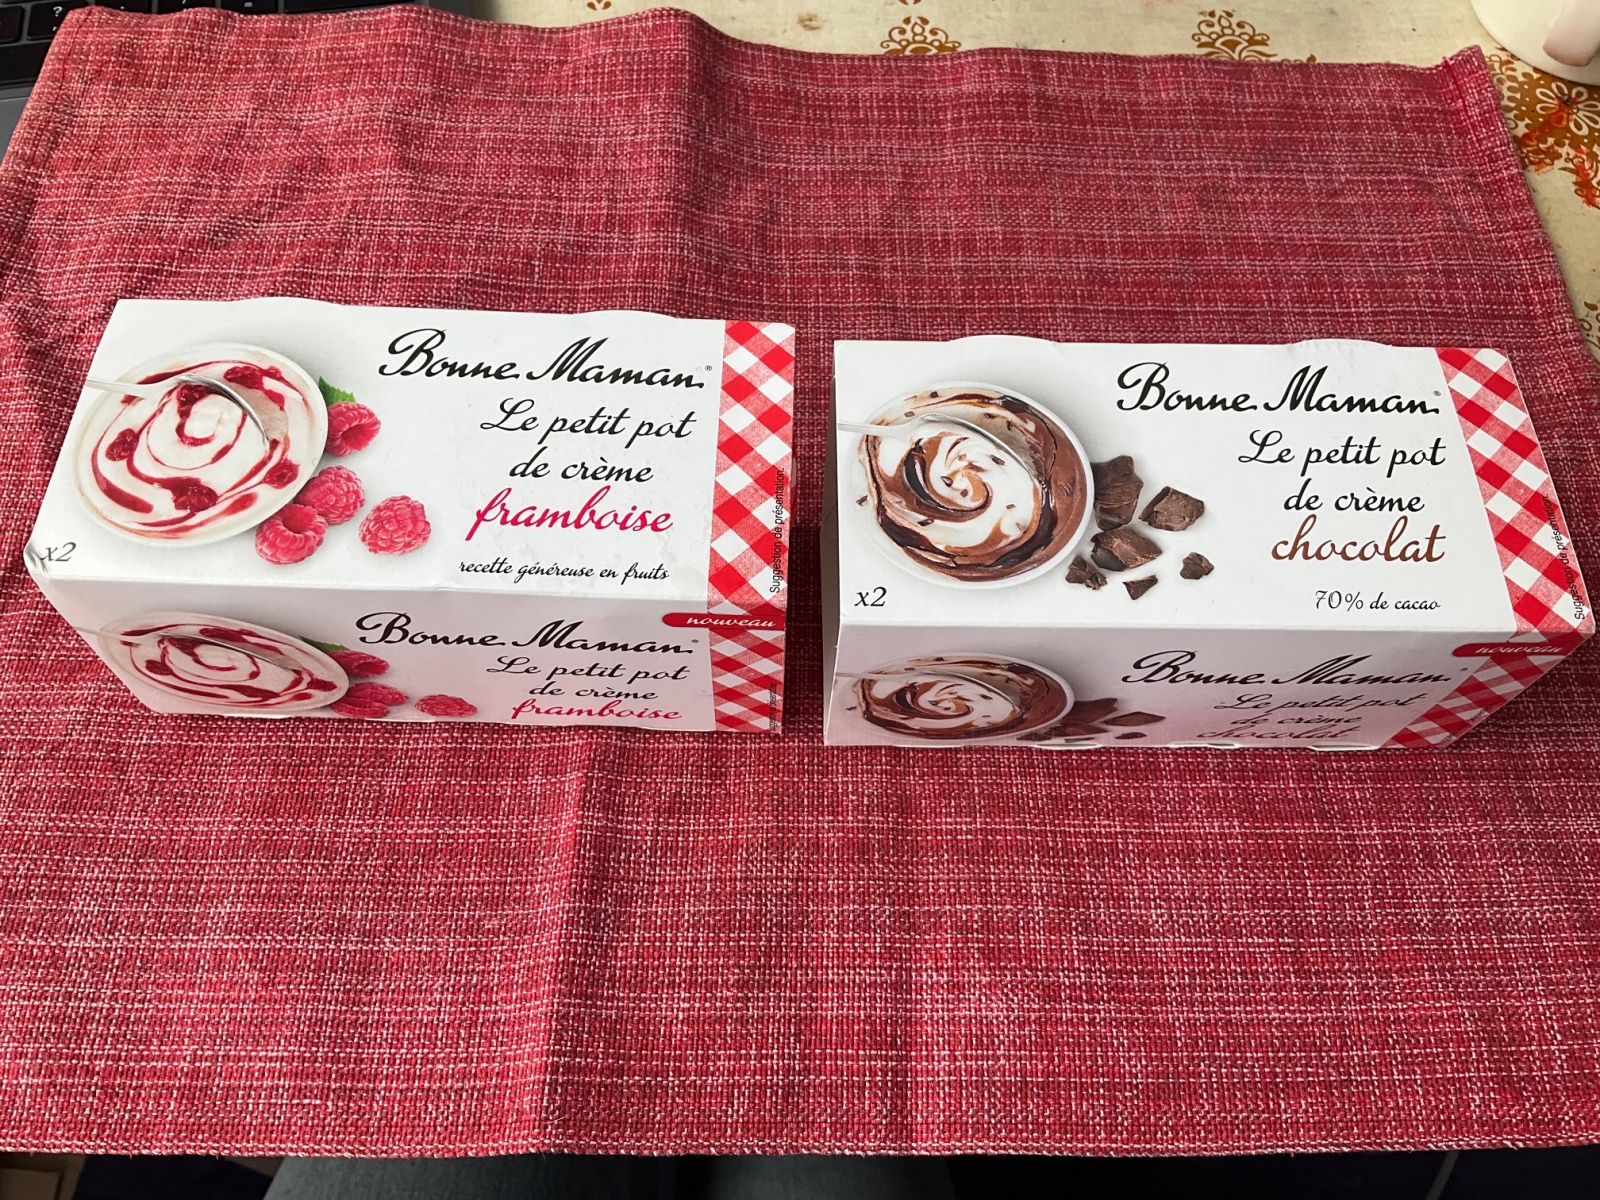 Bonne Maman®
Le petit pot
de crème
framboise
recette généreuse en fruits
x2
Suggestion de présentation.
nouveau
Bonne Maman®
Le petit pot
de crème
framboise
Bonne Maman®
Le petit pot
de crème
chocolat
70% de cacao
x2
Suggestion de présentation.
nouveau
Bonne Maman®
Le petit pot
de crème
chocolat